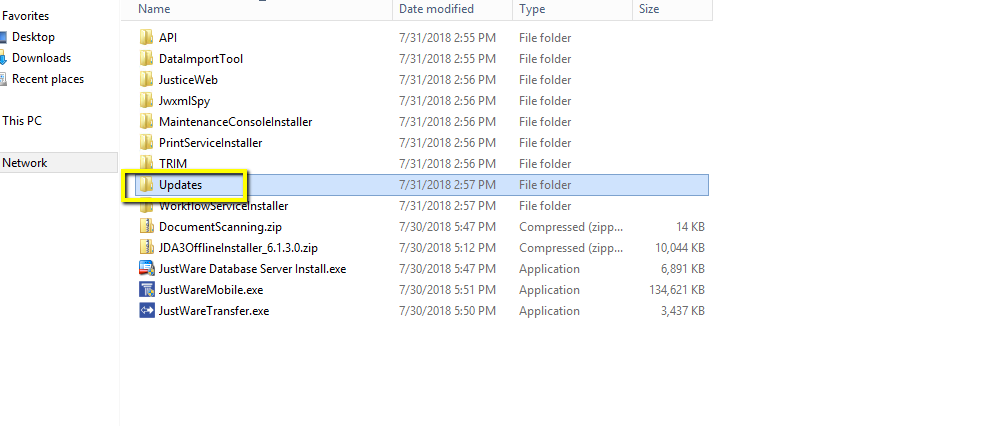 Favorites
Desktop
Downloads
Recent places
This PC
Network
Name Date modified Type Size
API 7/31/2018 2:55 PM File folder
DataImportTool 7/31/2018 2:55 PM File folder
JusticeWeb 7/31/2018 2:56 PM File folder
JwxmlSpy 7/31/2018 2:56 PM File folder
MaintenanceConsoleInstaller 7/31/2018 2:56 PM File folder
PrintServiceInstaller 7/31/2018 2:56 PM File folder
TRIM 7/31/2018 2:56 PM File folder
Updates 7/31/2018 2:57 PM File folder
WorkflowServiceInstaller 7/31/2018 2:57 PM File folder
DocumentScanning.zip 7/30/2018 5:47 PM Compressed (zipp... 14 KB
JDA3OfflineInstaller_6.1.3.0.zip 7/30/2018 5:12 PM Compressed (zipp... 10,044 KB
JustWare Database Server Install.exe 7/30/2018 5:47 PM Application 6,891 KB
JustWareMobile.exe 7/30/2018 5:51 PM Application 134,621 KB
JustWareTransfer.exe 7/30/2018 5:50 PM Application 3,437 KB